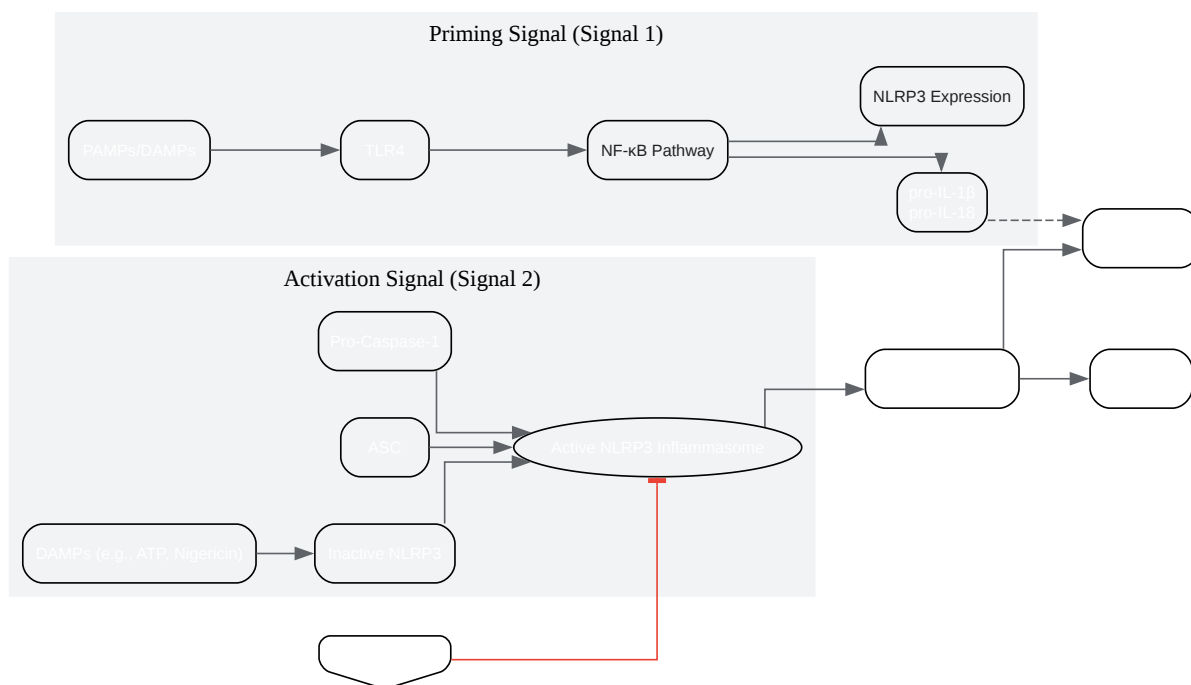 Priming Signal (Signal 1)
NLRP3 Expression
PAMPs/DAMPs
TLR4
NF-κB Pathway
pro-IL-1β
pro-IL-18
Activation Signal (Signal 2)
Pro-Caspase-1
ASC
Active NLRP3 Inflammasome
DAMPs (e.g., ATP, Nigericin)
Inactive NLRP3